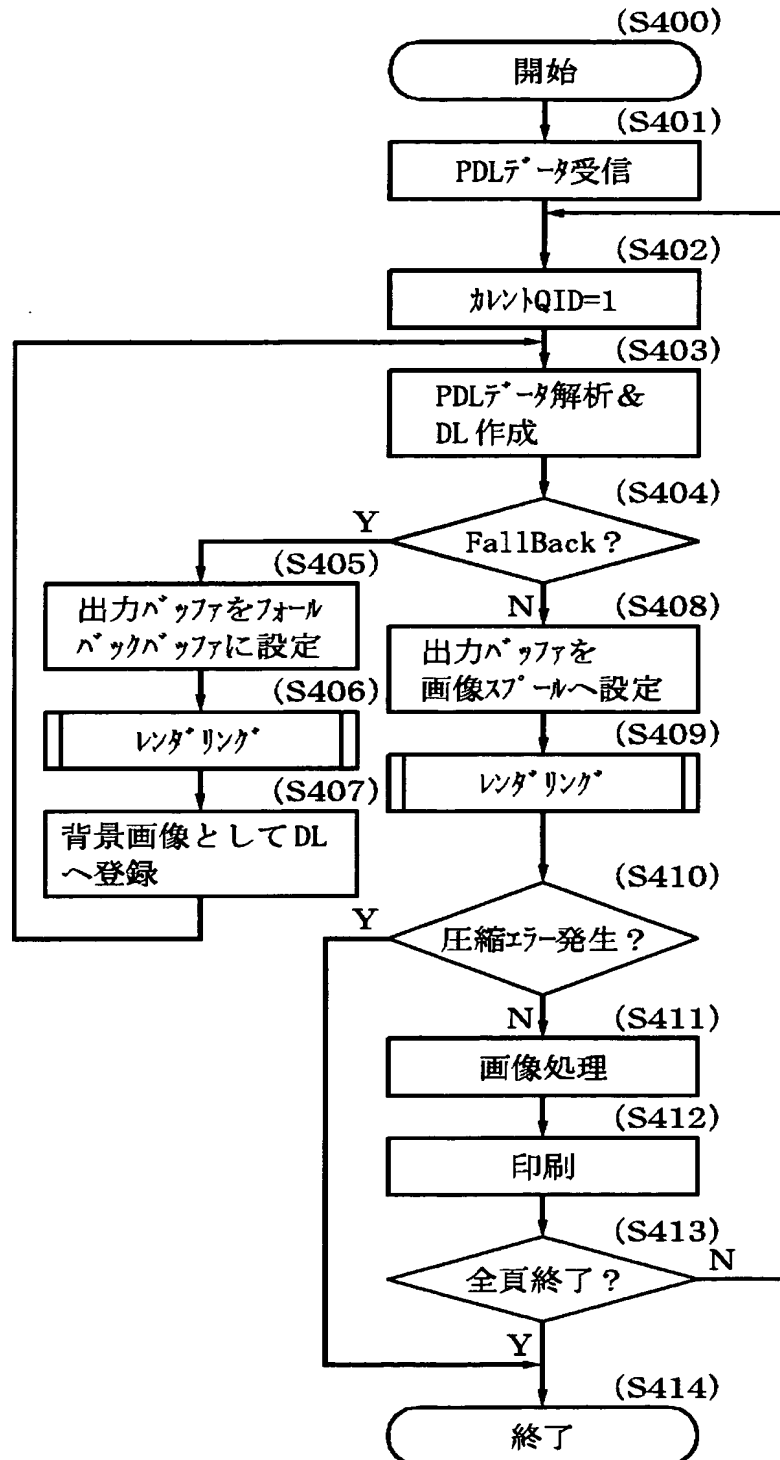 (S400)
開始
(S401)
PDLデータ受信
(S402)
カレントQID=1
(S403)
PDLデータ解析&
DL作成
(S404)
Y
FallBack?
(S405)
出力バッファをフォール
バックバッファに設定
N
(S408)
出力バッファを
画像スプールへ設定
(S406)
レンダリング
(S409)
レンダリング
(S407)
背景画像としてDL
へ登録
(S410)
Y
圧縮エラー発生?
N
(S411)
画像処理
(S412)
印刷
(S413)
全頁終了?
N
Y
(S414)
終了